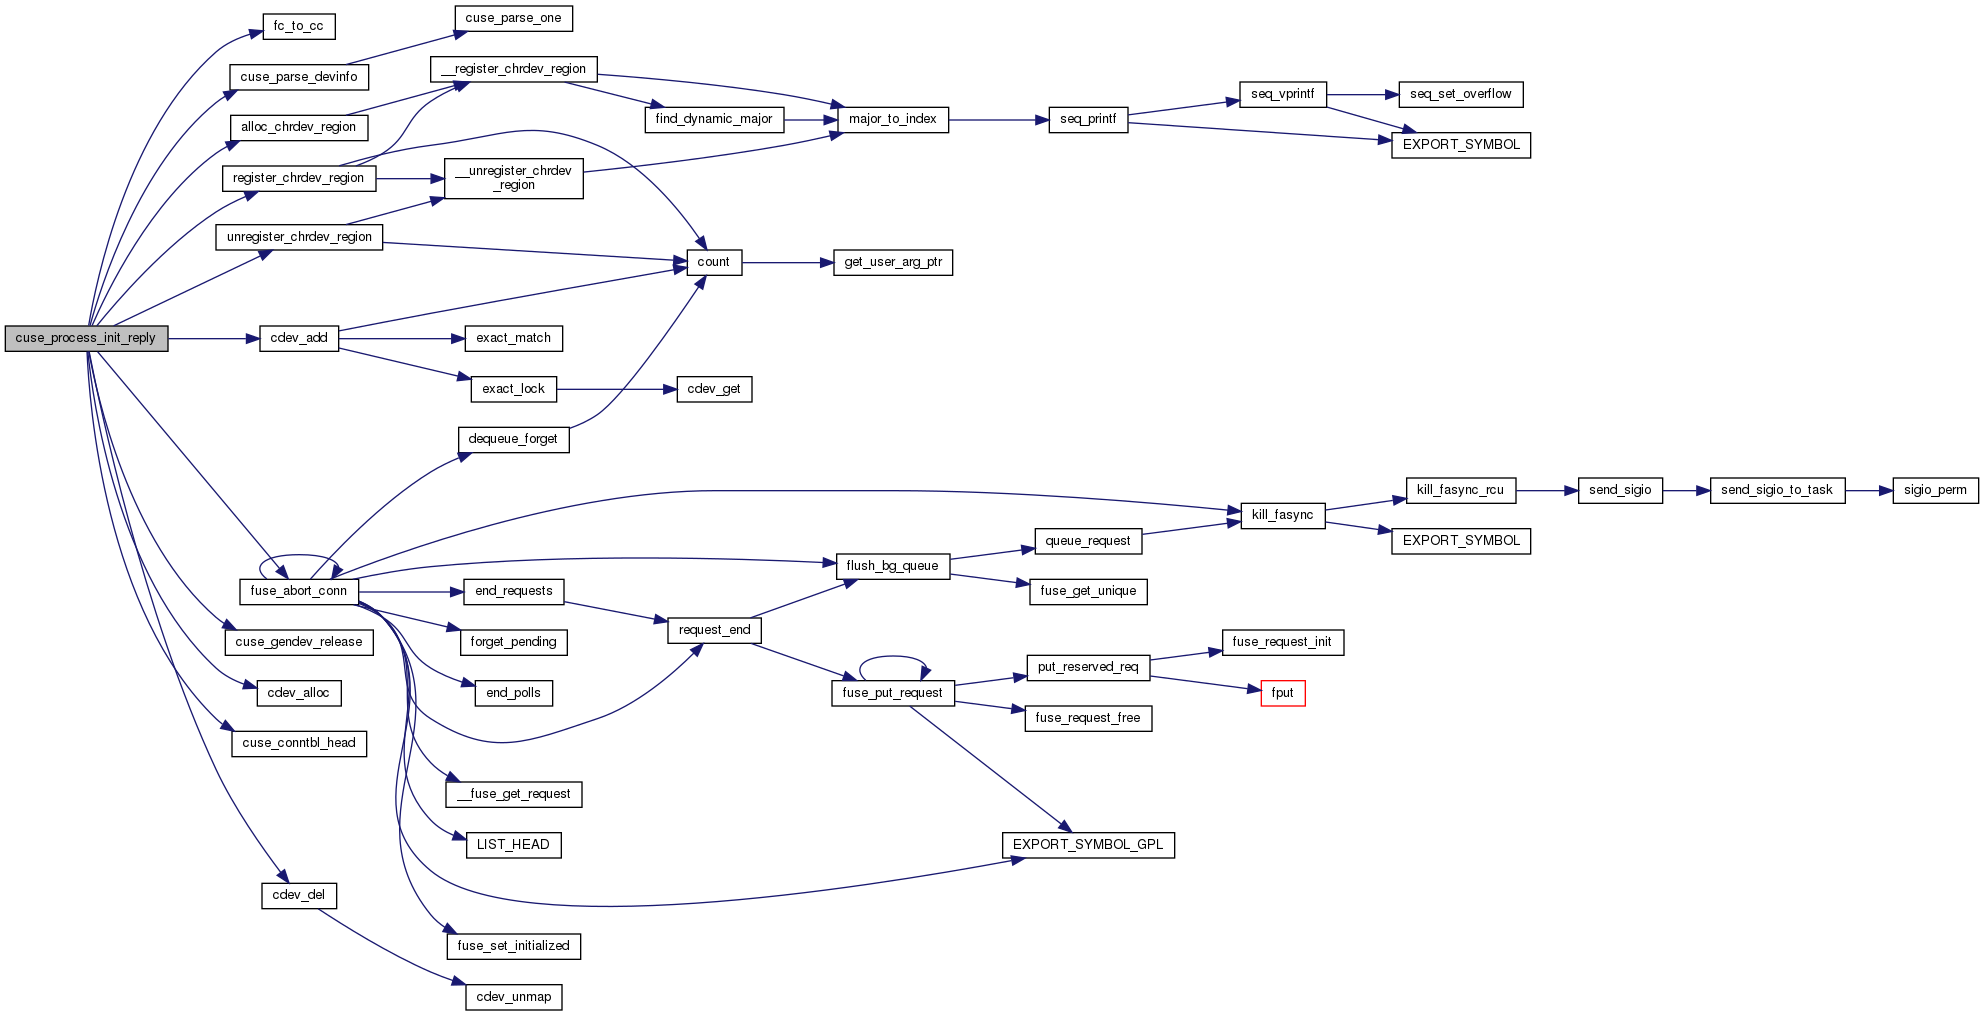 cuse_parse_one
fc_to_cc
cuse_parse_devinfo
__register_chrdev_region
seq_vprintf
seq_set_overflow
alloc_chrdev_region
find_dynamic_major
major_to_index
seq_printf
EXPORT_SYMBOL
register_chrdev_region
__unregister_chrdev
_region
unregister_chrdev_region
count
get_user_arg_ptr
cuse_process_init_reply
cdev_add
exact_match
exact_lock
cdev_get
dequeue_forget
kill_fasync_rcu
send_sigio
send_sigio_to_task
sigio_perm
kill_fasync
EXPORT_SYMBOL
queue_request
flush_bg_queue
fuse_get_unique
fuse_abort_conn
end_requests
request_end
cuse_gendev_release
forget_pending
fuse_request_init
put_reserved_req
cdev_alloc
end_polls
fuse_put_request
fput
fuse_request_free
cuse_conntbl_head
__fuse_get_request
LIST_HEAD
EXPORT_SYMBOL_GPL
cdev_del
fuse_set_initialized
cdev_unmap